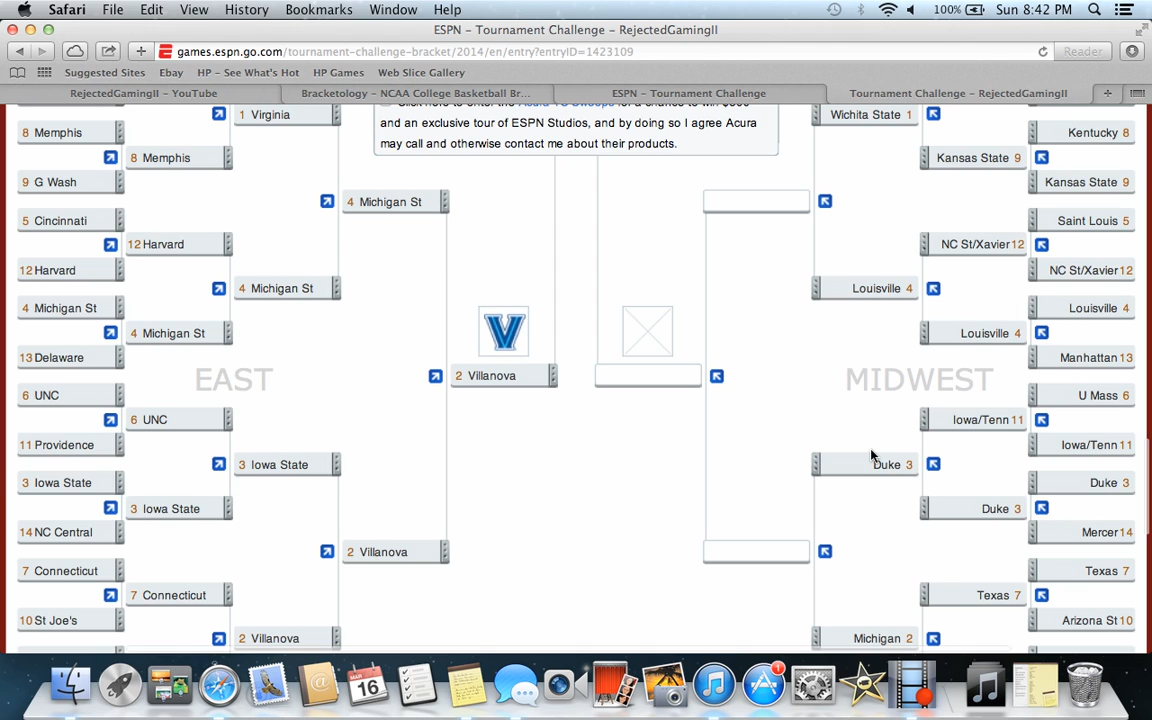 Safari File Edit View History Bookmarks Window Help 100% Sun 8:42 PM
ESPN – Tournament Challenge – RejectedGamingII
games.espn.go.com/tournament-challenge-bracket/2014/en/entry?entryID=1423109 Reader
Suggested Sites Ebay HP – See What's Hot HP Games Web Slice Gallery
RejectedGamingII – YouTube Bracketology – NCAA College Basketball Br... ESPN – Tournament Challenge Tournament Challenge – RejectedGamingII
and an exclusive tour of ESPN Studios, and by doing so I agree Acura
may call and otherwise contact me about their products.
1 Virginia
Wichita State 1
8 Memphis
Kentucky 8
8 Memphis
Kansas State 9
9 G Wash
Kansas State 9
4 Michigan St
5 Cincinnati
Saint Louis 5
12 Harvard
NC St/Xavier 12
12 Harvard
NC St/Xavier 12
4 Michigan St
Louisville 4
4 Michigan St
Louisville 4
4 Michigan St
Louisville 4
13 Delaware
Manhattan 13
2 Villanova
EAST
MIDWEST
6 UNC
U Mass 6
6 UNC
Iowa/Tenn 11
11 Providence
Iowa/Tenn 11
3 Iowa State
Duke 3
3 Iowa State
Duke 3
3 Iowa State
Duke 3
14 NC Central
Mercer 14
2 Villanova
7 Connecticut
Texas 7
7 Connecticut
Texas 7
10 St Joe's
Arizona St 10
2 Villanova
Michigan 2
MAR
16
1